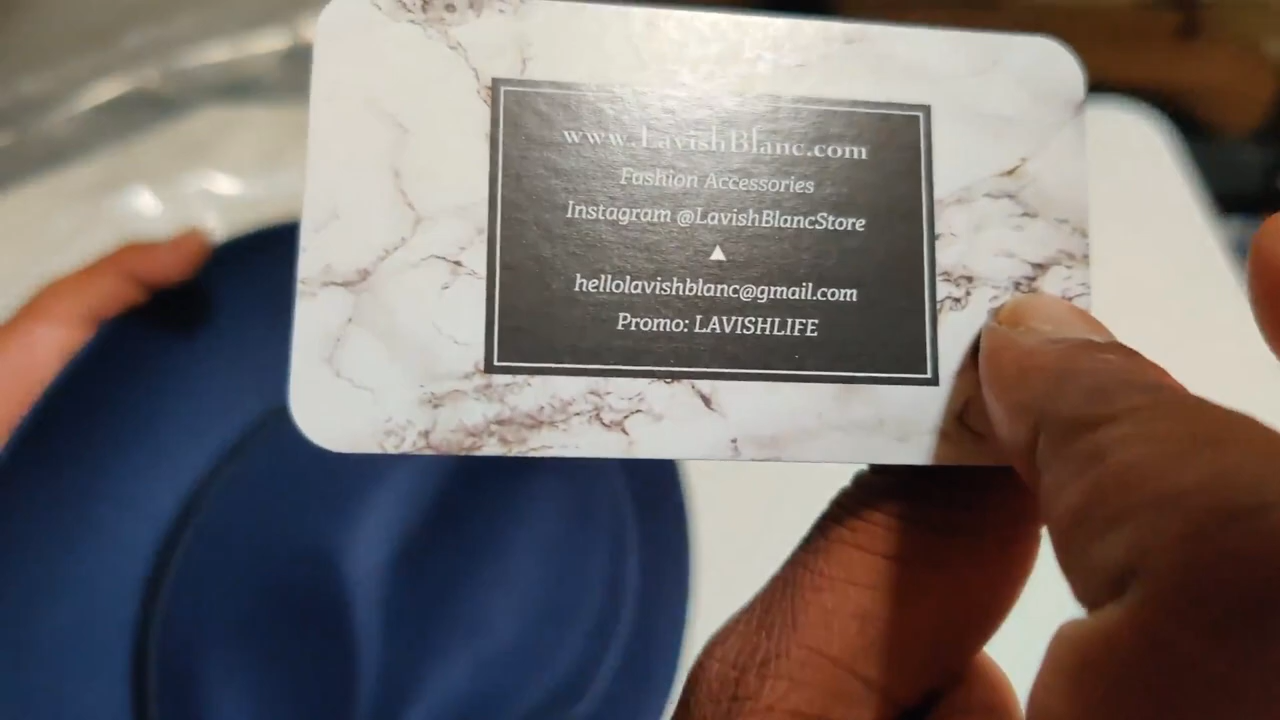 www.LavishBlanc.com
Fashion Accessories
Instagram @LavishBlancStore
hellolavishblanc@gmail.com
Promo: LAVISHLIFE